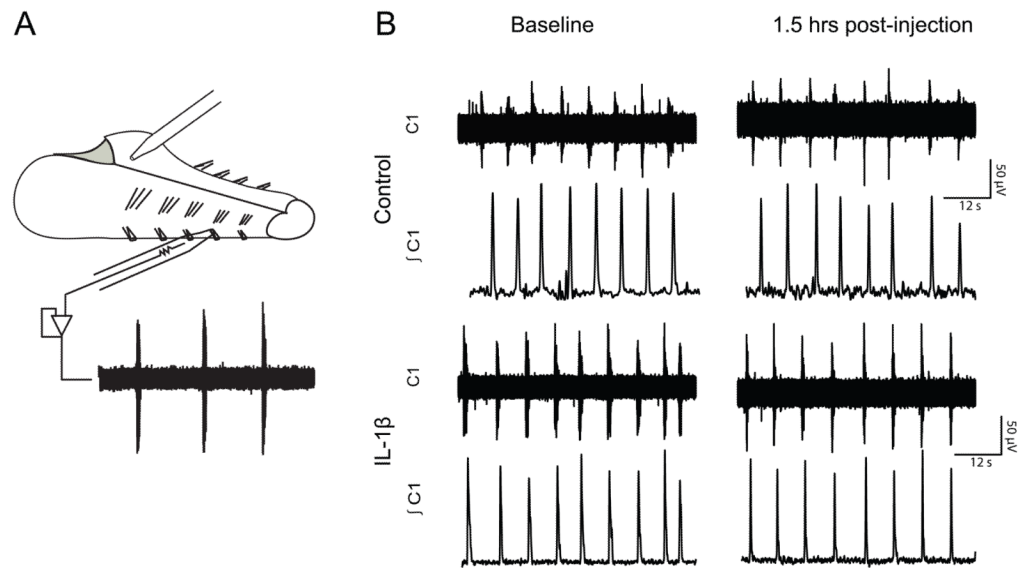 A
B
Baseline
1.5 hrs post-injection
Control
C1
50 µV
12 s
∫ C1
IL-1β
C1
50 µV
12 s
∫ C1